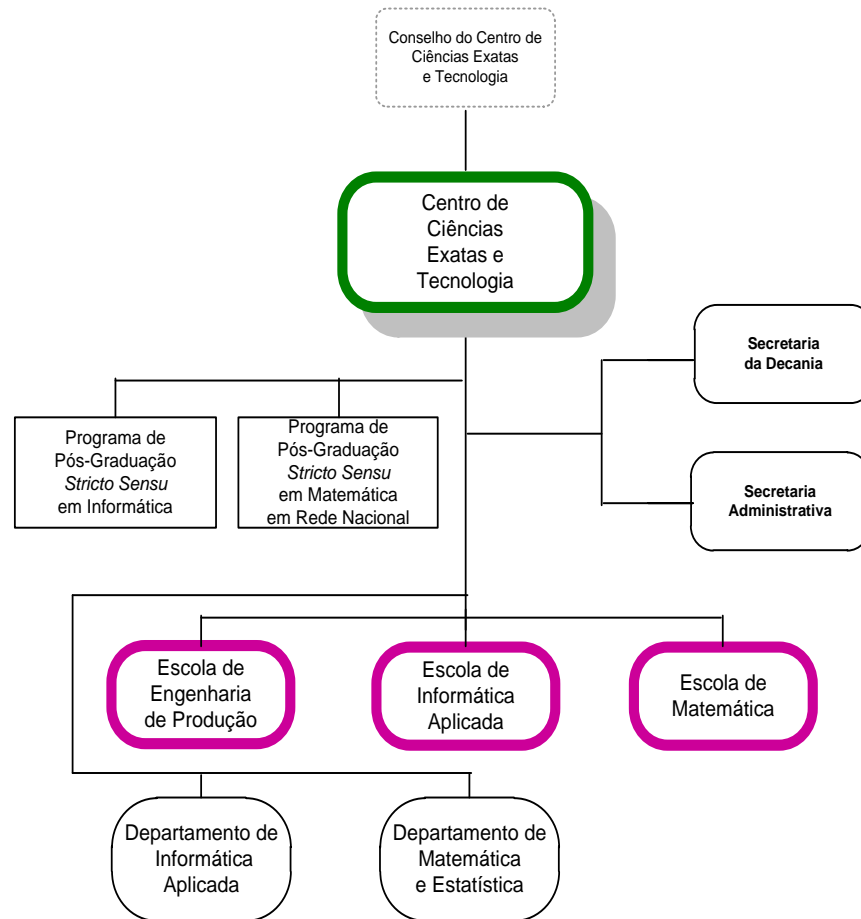 Conselho do Centro de
Ciências Exatas
e Tecnologia
Centro de
Ciências
Exatas e
Tecnologia
Secretaria
da Decania
Programa de
Pós-Graduação
Stricto Sensu
em Informática
Programa de
Pós-Graduação
Stricto Sensu
em Matemática
em Rede Nacional
Secretaria
Administrativa
Escola de
Engenharia
de Produção
Escola de
Informática
Aplicada
Escola de
Matemática
Departamento de
Informática
Aplicada
Departamento de
Matemática
e Estatística